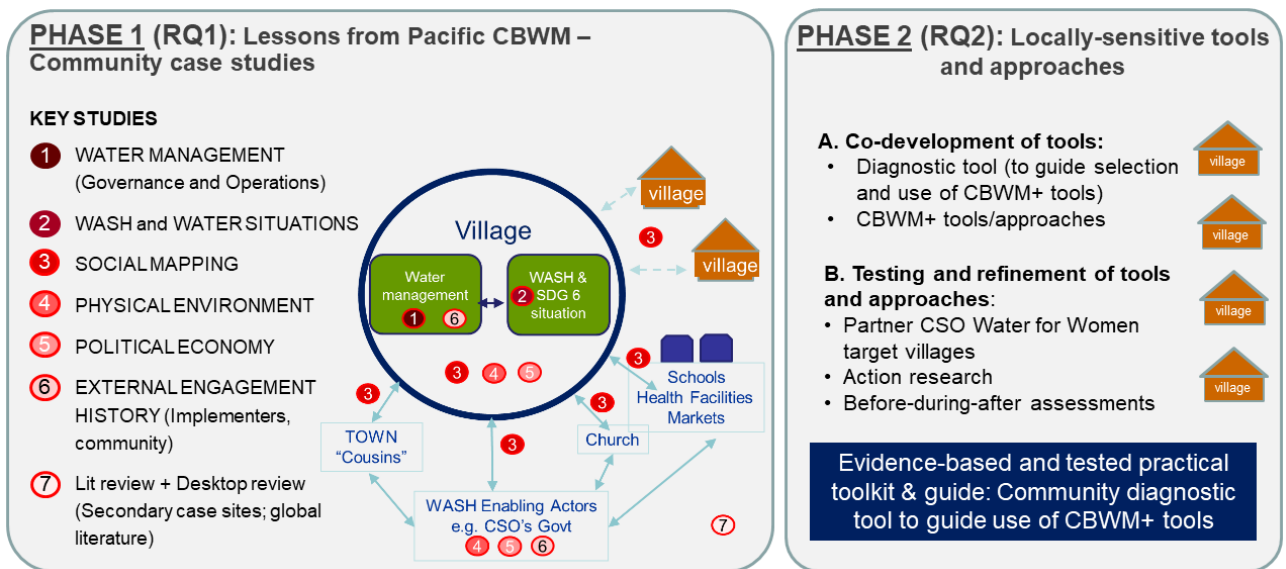 PHASE 1 (RQ1): Lessons from Pacific CBWM –
Community case studies
KEY STUDIES
1 WATER MANAGEMENT
(Governance and Operations)
2 WASH and WATER SITUATIONS
3 SOCIAL MAPPING
4 PHYSICAL ENVIRONMENT
5 POLITICAL ECONOMY
6 EXTERNAL ENGAGEMENT
HISTORY (Implementers,
community)
7 Lit review + Desktop review
(Secondary case sites; global
literature)
Village
Water
management
1 6
WASH &
2 SDG 6
situation
3 4 5
village
3
village
3
Schools
Health Facilities
Markets
3
Church
3
TOWN
“Cousins”
3
WASH Enabling Actors
e.g. CSO's Govt
4 5 6
7
PHASE 2 (RQ2): Locally-sensitive tools
and approaches
A. Co-development of tools:
• Diagnostic tool (to guide selection
and use of CBWM+ tools)
• CBWM+ tools/approaches
B. Testing and refinement of tools
and approaches:
• Partner CSO Water for Women
target villages
• Action research
• Before-during-after assessments
village
village
village
village
Evidence-based and tested practical
toolkit & guide: Community diagnostic
tool to guide use of CBWM+ tools